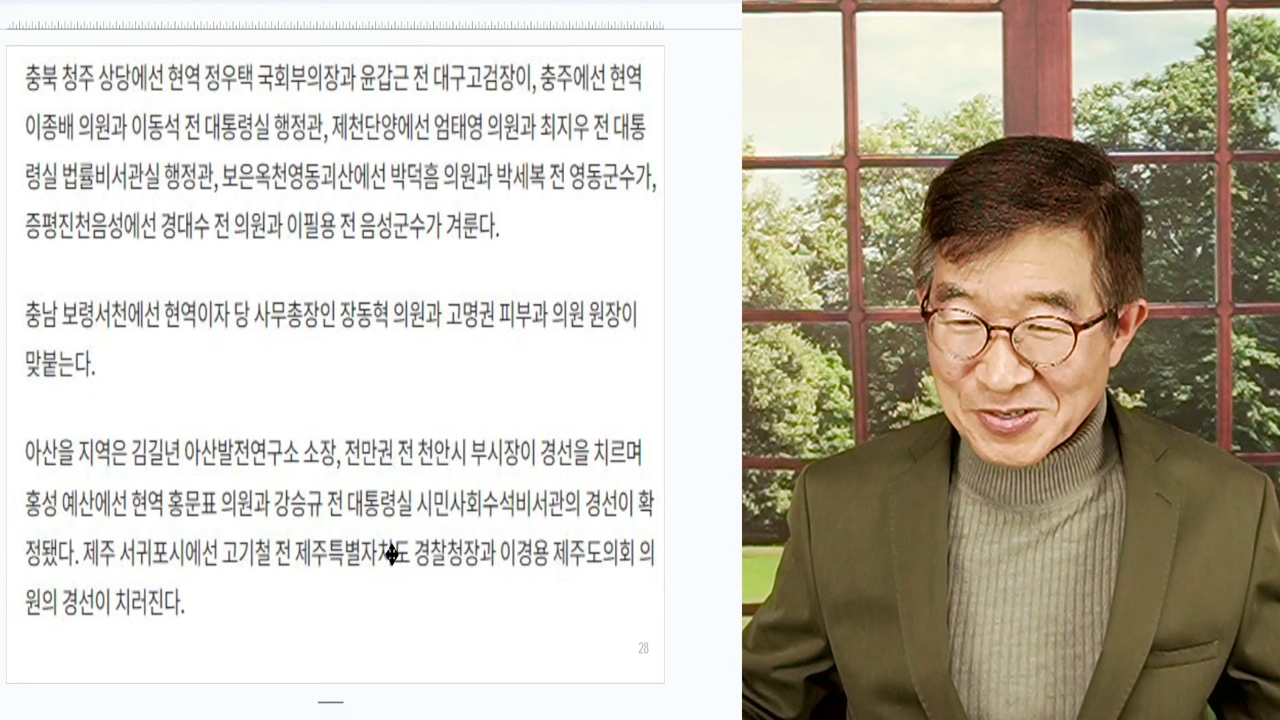 충북 청주 상당에선 현역 정우택 국회부의장과 윤갑근 전 대구고검장이, 충주에선 현역
이종배 의원과 이동석 전 대통령실 행정관, 제천단양에선 엄태영 의원과 최지우 전 대통
령실 법률비서관실 행정관, 보은옥천영동괴산에선 박덕흠 의원과 박세복 전 영동군수가,
증평진천음성에선 경대수 전 의원과 이필용 전 음성군수가 겨룬다.
충남 보령서천에선 현역이자 당 사무총장인 장동혁 의원과 고명권 피부과 의원 원장이
맞붙는다.
아산을 지역은 김길년 아산발전연구소 소장, 전만권 전 천안시 부시장이 경선을 치르며
홍성 예산에선 현역 홍문표 의원과 강승규 전 대통령실 시민사회수석비서관의 경선이 확
정됐다. 제주 서귀포시에선 고기철 전 제주특별자치도 경찰청장과 이경용 제주도의회 의
원의 경선이 치러진다.
28